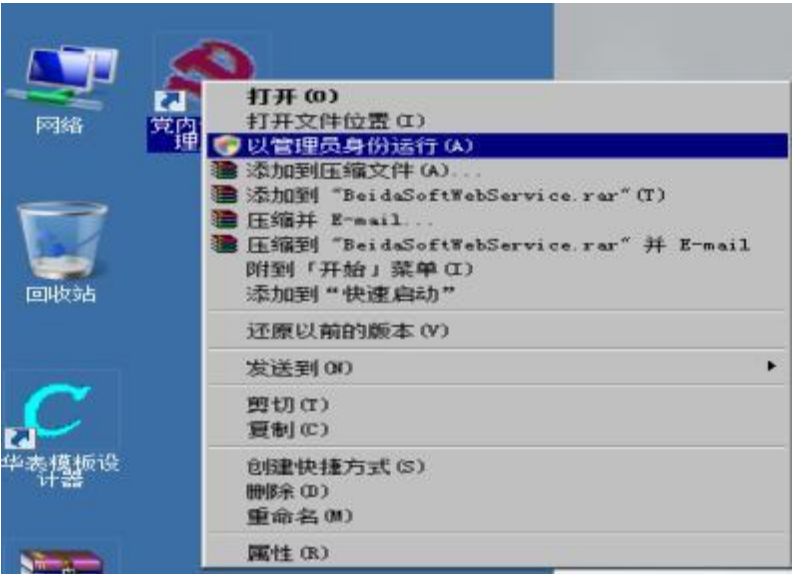 网络
党内
理
回收站
华表模板设
计器
打开(O)
打开文件位置(I)
以管理员身份运行(A)
添加到压缩文件(A)...
添加到 "BeidaSoftWebService.rar"(T)
压缩并 E-mail...
压缩到 "BeidaSoftWebService.rar" 并 E-mail
附到「开始」菜单(I)
添加到“快速启动”
还原以前的版本(V)
发送到(N)
剪切(T)
复制(C)
创建快捷方式(S)
删除(D)
重命名(M)
属性(R)